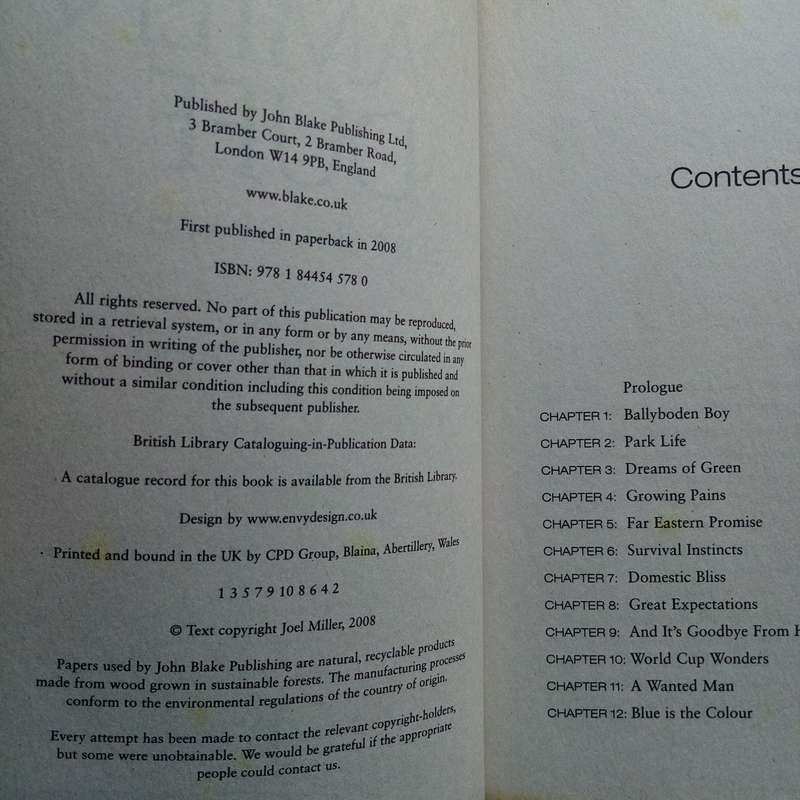 Published by John Blake Publishing Ltd,
3 Bramber Court, 2 Bramber Road,
London W14 9PB, England
www.blake.co.uk
First published in paperback in 2008
ISBN: 978 1 84454 578 0
All rights reserved. No part of this publication may be reproduced,
stored in a retrieval system, or in any form or by any means, without the prior
permission in writing of the publisher, nor be otherwise circulated in any
form of binding or cover other than that in which it is published and
without a similar condition including this condition being imposed on
the subsequent publisher.
British Library Cataloguing-in-Publication Data:
A catalogue record for this book is available from the British Library.
Design by www.envydesign.co.uk
Printed and bound in the UK by CPD Group, Blaina, Abertillery, Wales
1 3 5 7 9 10 8 6 4 2
© Text copyright Joel Miller, 2008
Papers used by John Blake Publishing are natural, recyclable products
made from wood grown in sustainable forests. The manufacturing processes
conform to the environmental regulations of the country of origin.
Every attempt has been made to contact the relevant copyright-holders,
but some were unobtainable. We would be grateful if the appropriate
people could contact us.
Contents
Prologue
CHAPTER 1: Ballyboden Boy
CHAPTER 2: Park Life
CHAPTER 3: Dreams of Green
CHAPTER 4: Growing Pains
CHAPTER 5: Far Eastern Promise
CHAPTER 6: Survival Instincts
CHAPTER 7: Domestic Bliss
CHAPTER 8: Great Expectations
CHAPTER 9: And It's Goodbye From
CHAPTER 10: World Cup Wonders
CHAPTER 11: A Wanted Man
CHAPTER 12: Blue is the Colour